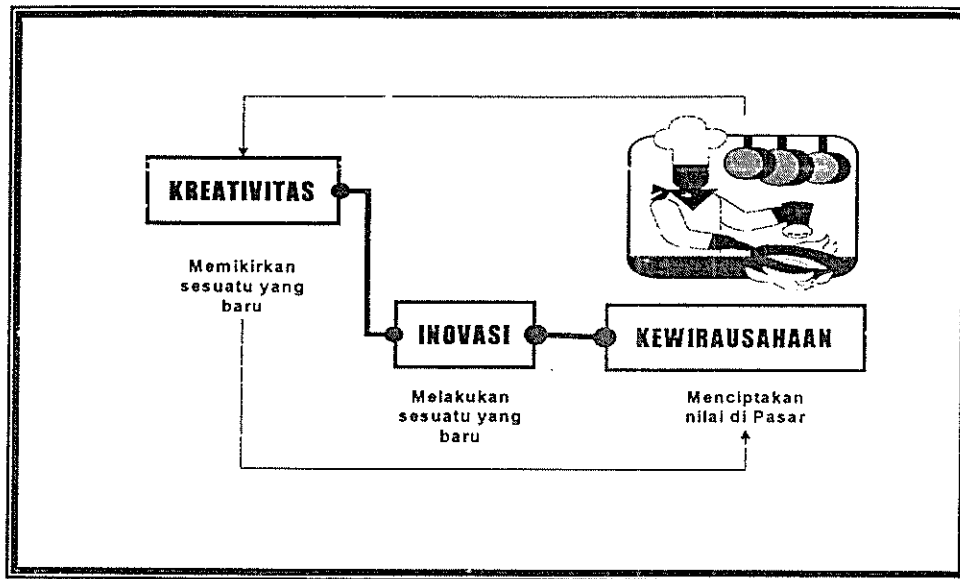 KREATIVITAS
Memikirkan
sesuatu yang
baru
INOVASI
Melakukan
sesuatu yang
baru
KEWIRAUSAHAAN
Menciptakan
nilai di Pasar